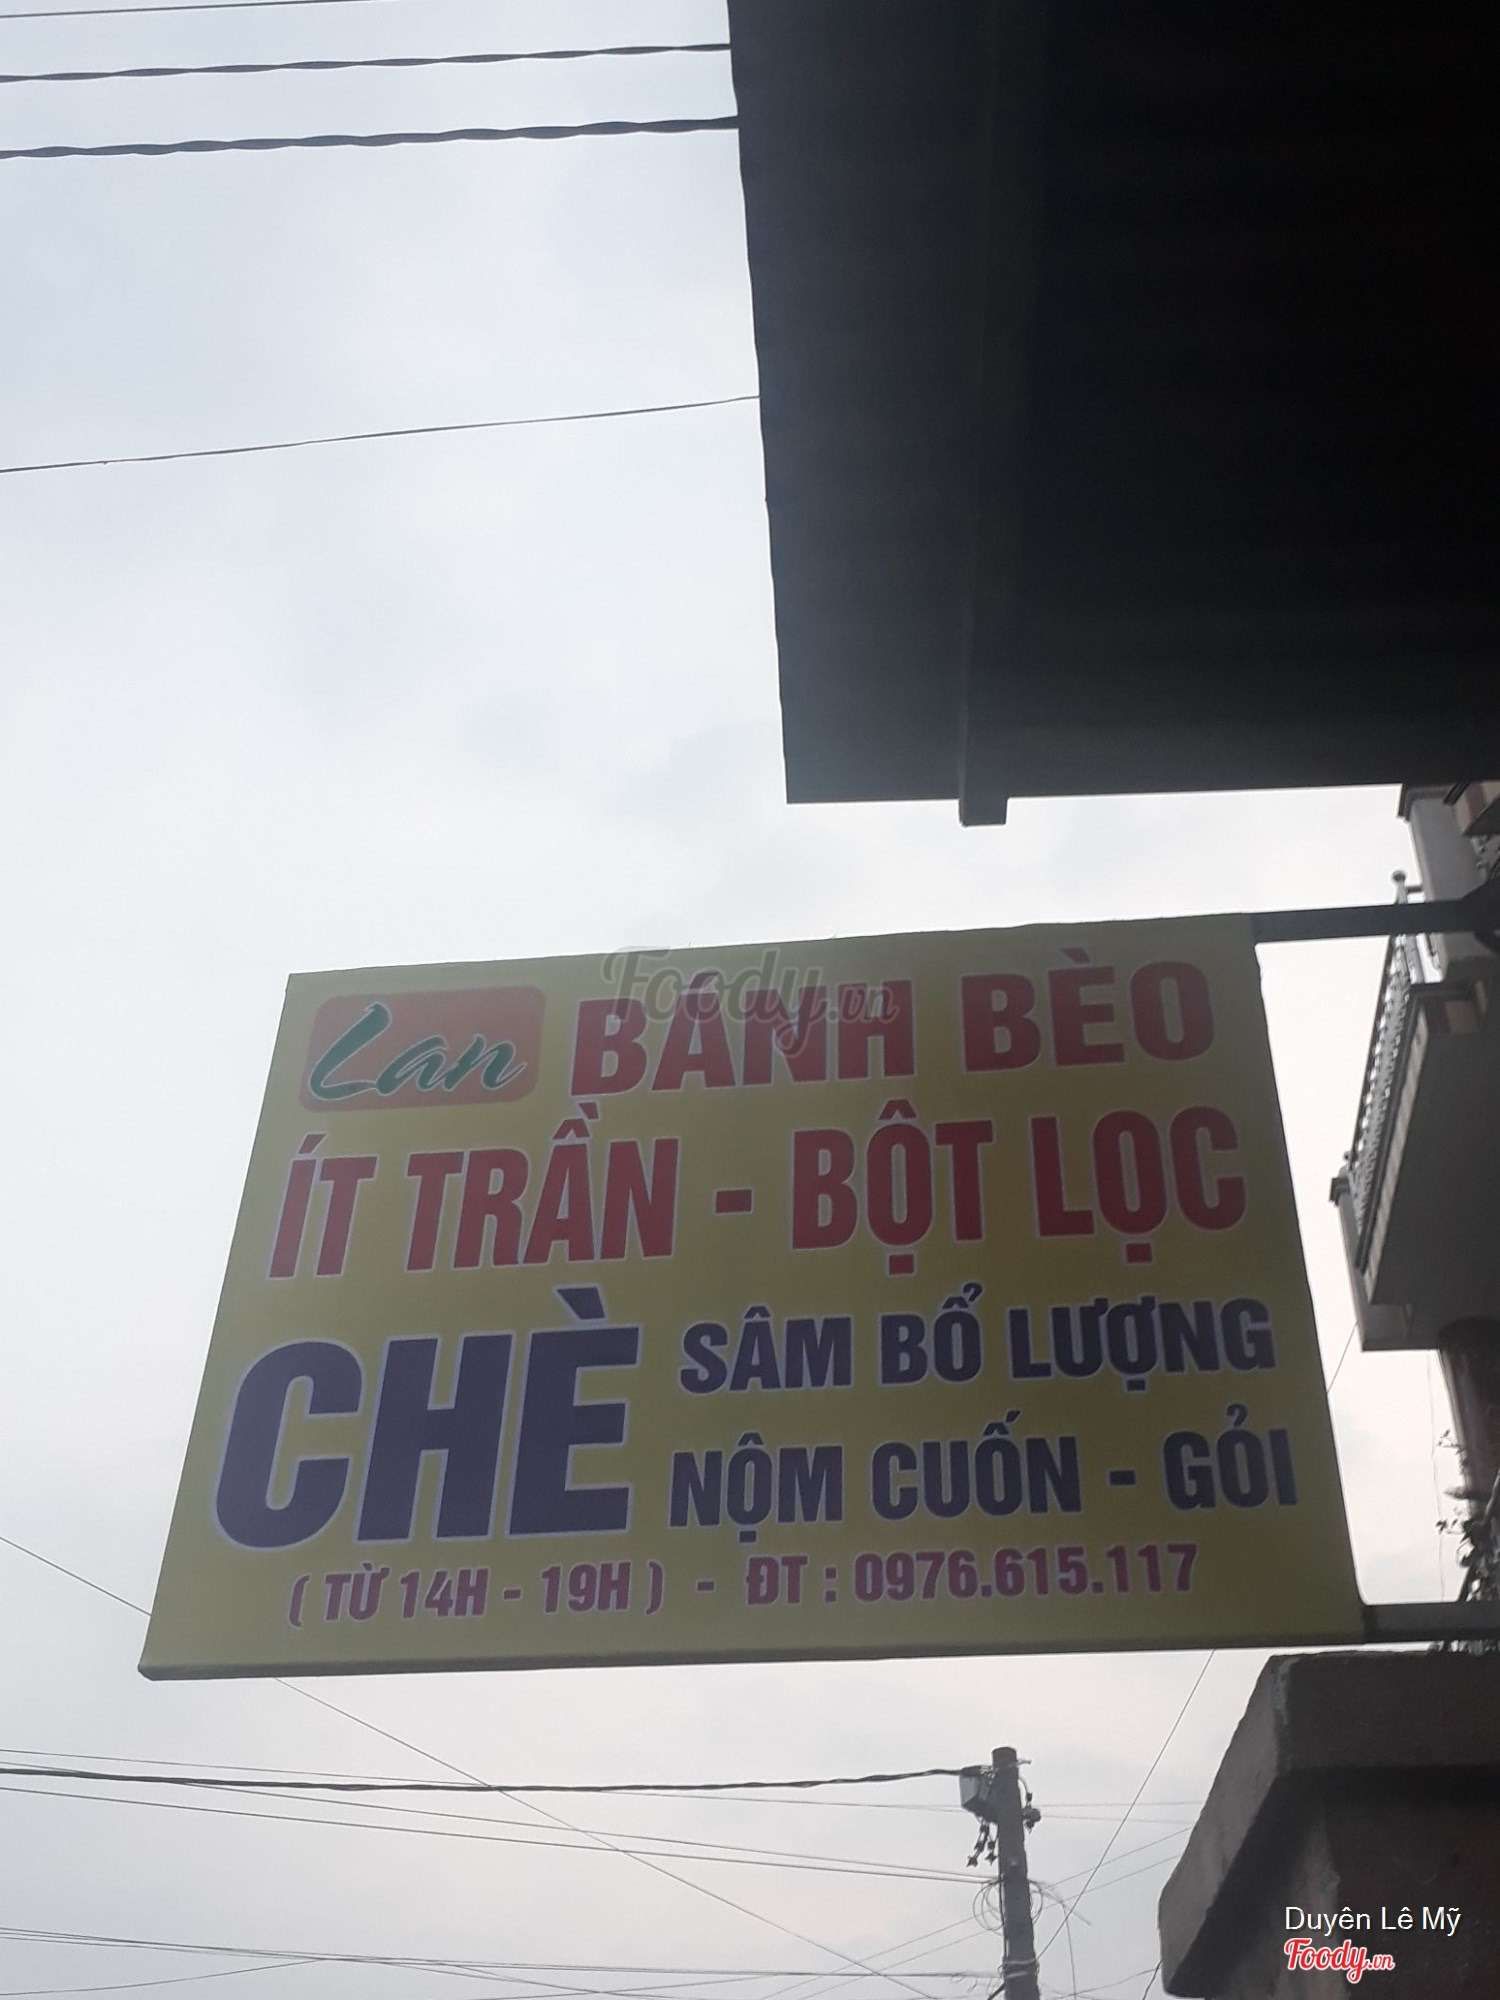 Lan BÁNH BÈO
ÍT TRẦN - BỘT LỌC
CHÈ SÂM BỔ LƯỢNG
NỘM CUỐN - GỎI
( TỪ 14H - 19H ) - ĐT : 0976.615.117
Foody.vn
Duyên Lê Mỹ
Foody.vn